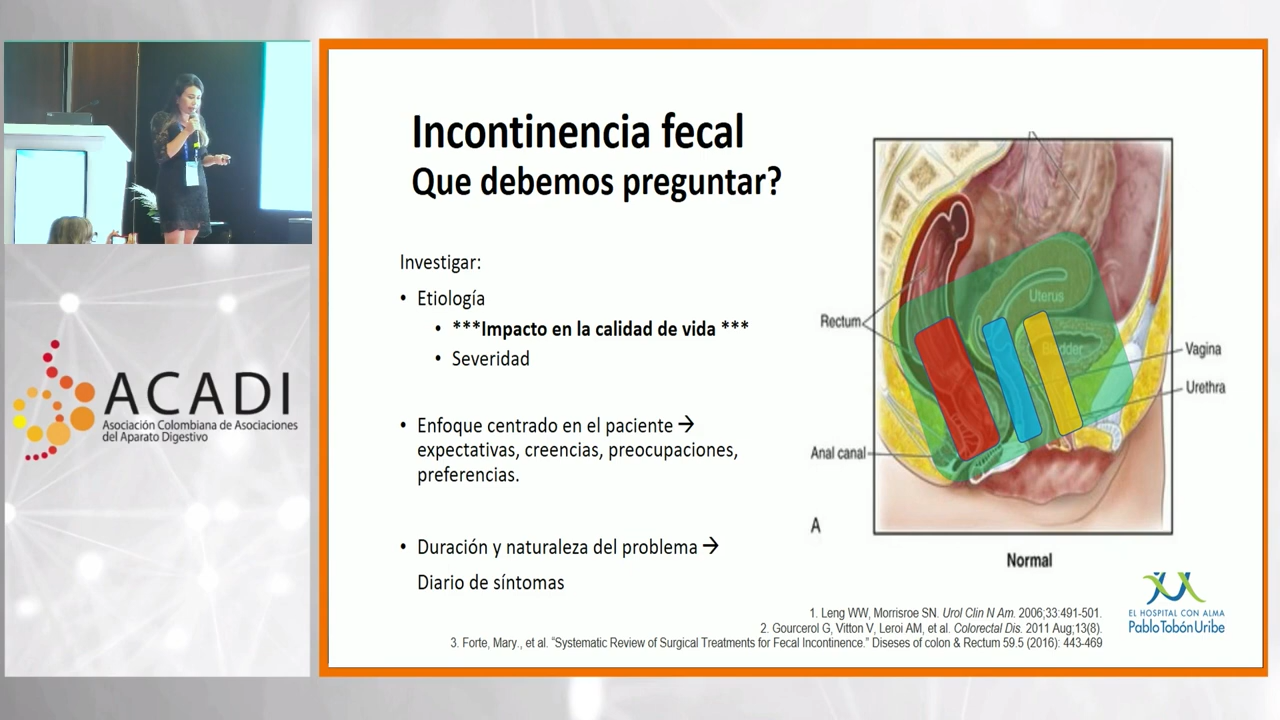 Incontinencia fecal
Que debemos preguntar?
Investigar:
• Etiología
• ***Impacto en la calidad de vida ***
• Severidad
• Enfoque centrado en el paciente →
expectativas, creencias, preocupaciones,
preferencias.
• Duración y naturaleza del problema →
Diario de síntomas
Rectum
Uterus
Bladder
Vagina
Urethra
Anal canal
A
Normal
1. Leng WW, Morrisroe SN. Urol Clin N Am. 2006;33:491-501.
2. Gourcerol G, Vitton V, Leroi AM, et al. Colorectal Dis. 2011 Aug;13(8).
3. Forte, Mary., et al. “Systematic Review of Surgical Treatments for Fecal Incontinence.” Diseses of colon & Rectum 59.5 (2016): 443-469
EL HOSPITAL CON ALMA
Pablo Tobón Uribe
ACADI
Asociación Colombiana de Asociaciones
del Aparato Digestivo